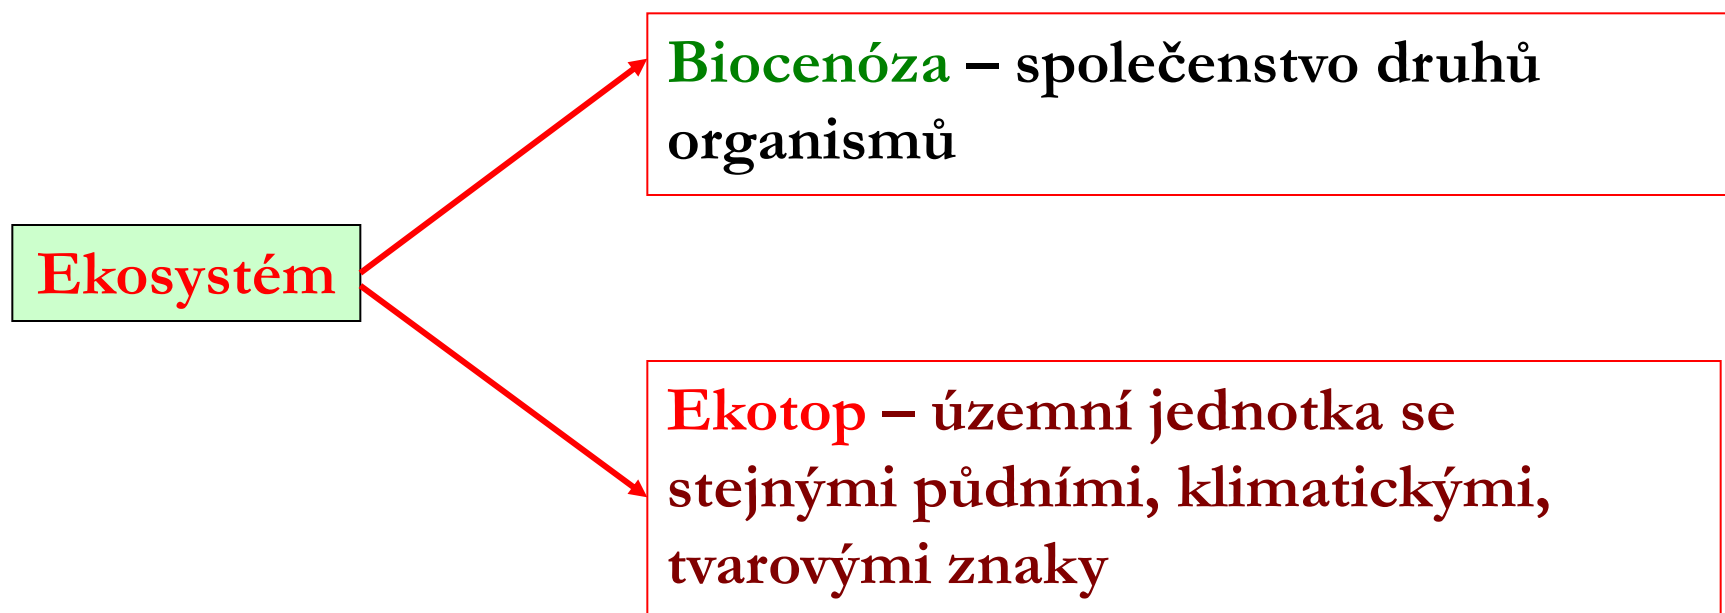 Biocenóza – společenstvo druhů
organismů
Ekosystém
Ekotop – územní jednotka se
stejnými půdními, klimatickými,
tvarovými znaky